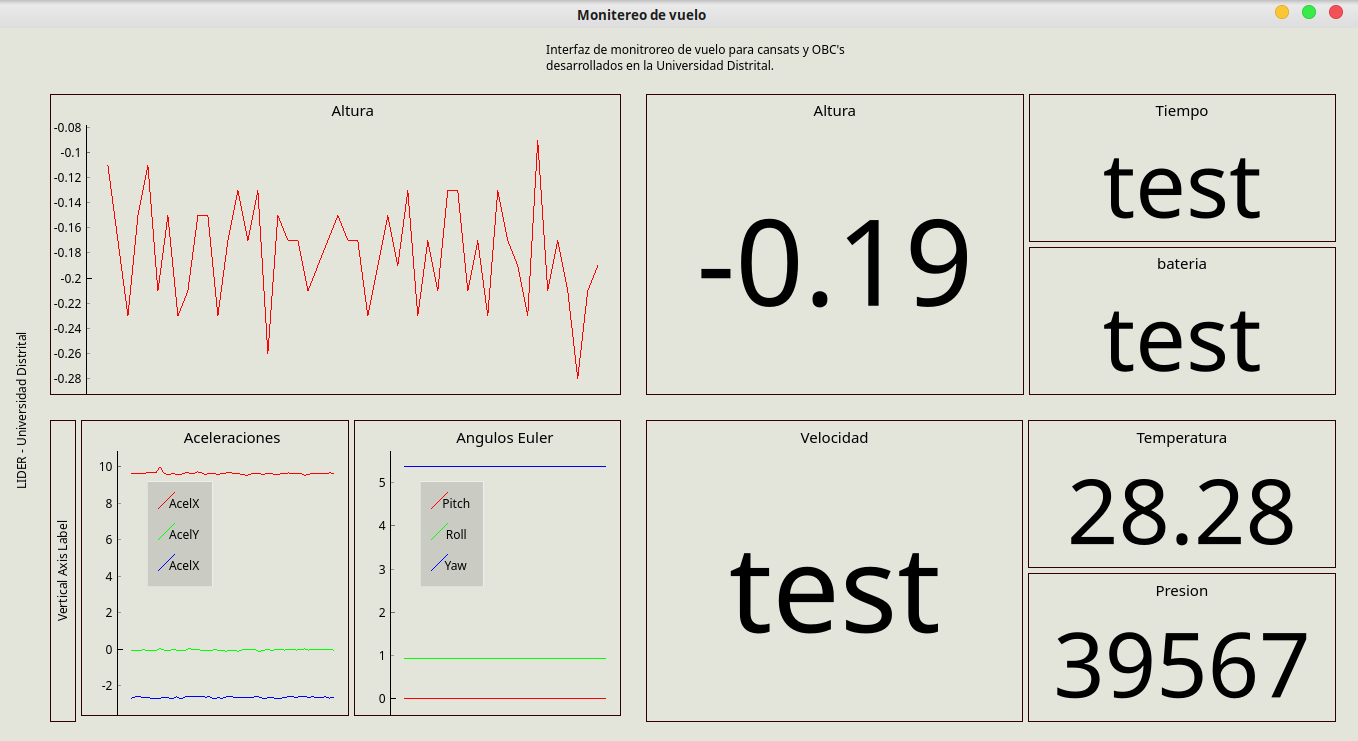 Monitereo de vuelo
Interfaz de monitroreo de vuelo para cansats y OBC's
desarrollados en la Universidad Distrital.
LIDER - Universidad Distrital
Altura
-0.08
-0.1
-0.12
-0.14
-0.16
-0.18
-0.2
-0.22
-0.24
-0.26
-0.28
Altura
-0.19
Tiempo
test
bateria
test
Vertical Axis Label
Aceleraciones
10
8
6
4
2
0
-2
AcelX
AcelY
AcelX
Angulos Euler
5
4
3
2
1
0
Pitch
Roll
Yaw
Velocidad
test
Temperatura
28.28
Presion
39567